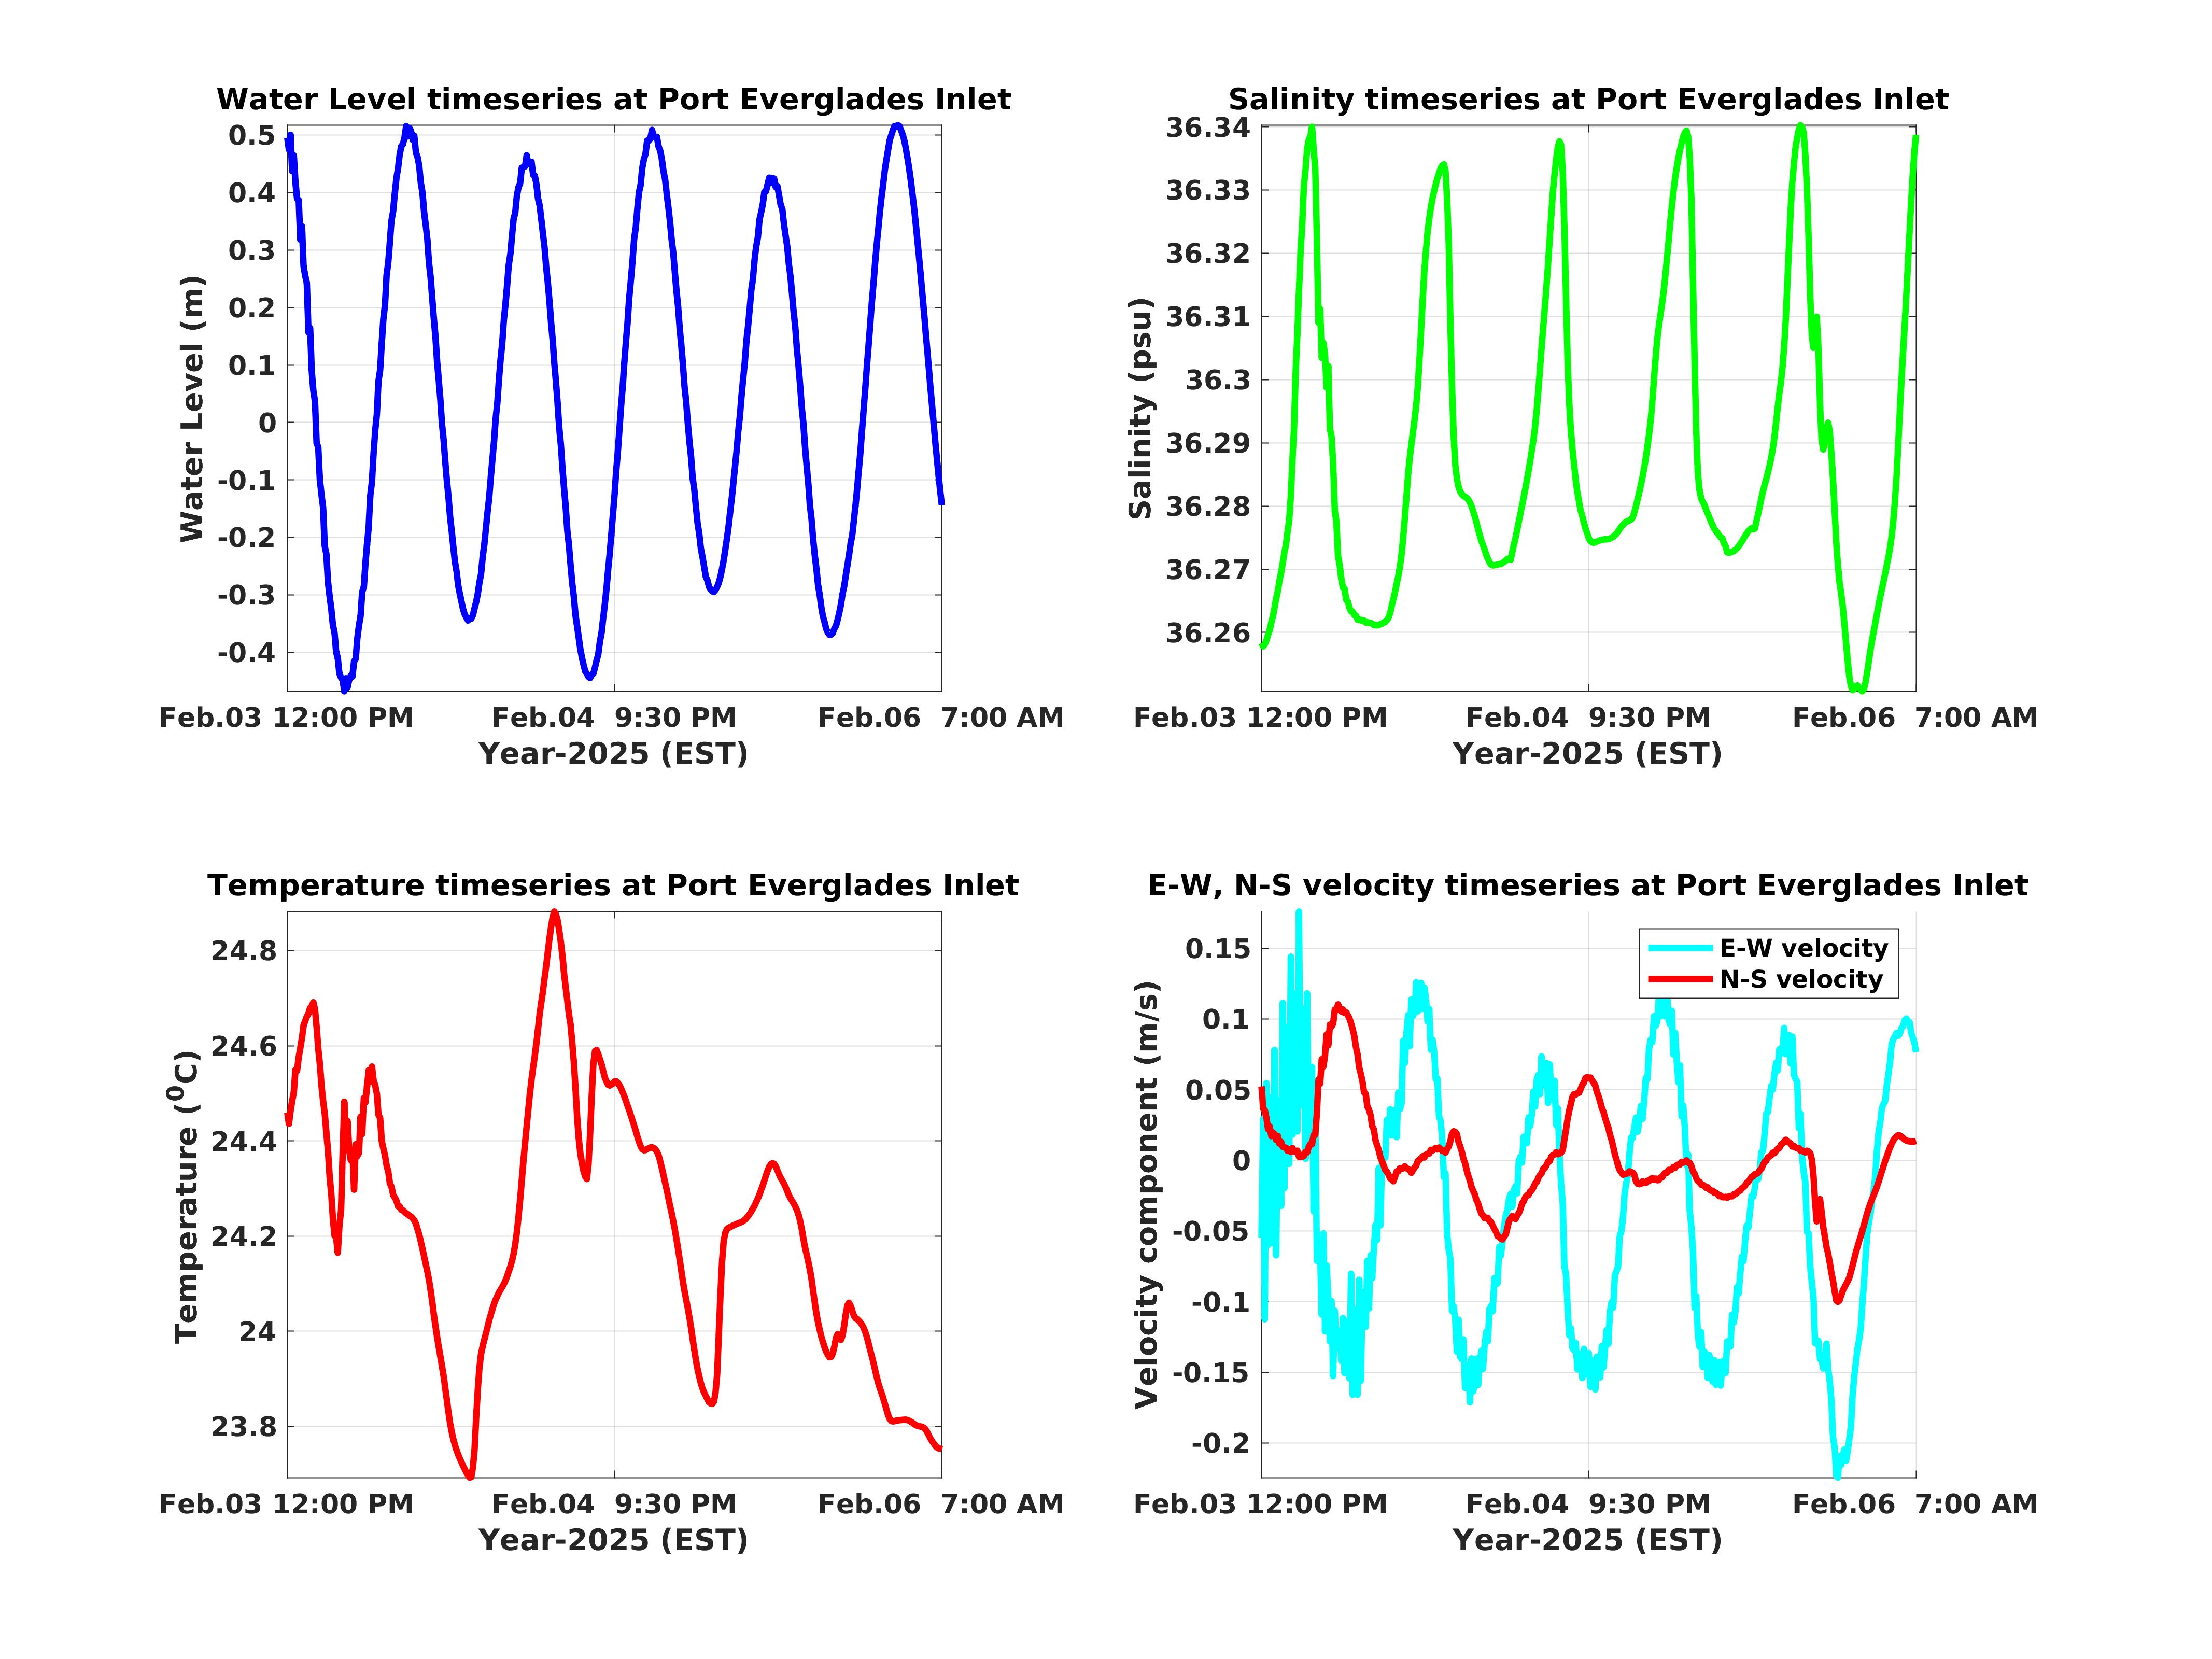 Water Level timeseries at Port Everglades Inlet
Water Level (m)
0.5
0.4
0.3
0.2
0.1
0
-0.1
-0.2
-0.3
-0.4
Feb.03 12:00 PM Feb.04 9:30 PM Feb.06 7:00 AM
Year-2025 (EST)
Salinity timeseries at Port Everglades Inlet
Salinity (psu)
36.34
36.33
36.32
36.31
36.3
36.29
36.28
36.27
36.26
Feb.03 12:00 PM Feb.04 9:30 PM Feb.06 7:00 AM
Year-2025 (EST)
Temperature timeseries at Port Everglades Inlet
Temperature (⁰C)
24.8
24.6
24.4
24.2
24
23.8
Feb.03 12:00 PM Feb.04 9:30 PM Feb.06 7:00 AM
Year-2025 (EST)
E-W, N-S velocity timeseries at Port Everglades Inlet
Velocity component (m/s)
0.15
0.1
0.05
0
-0.05
-0.1
-0.15
-0.2
E-W velocity
N-S velocity
Feb.03 12:00 PM Feb.04 9:30 PM Feb.06 7:00 AM
Year-2025 (EST)